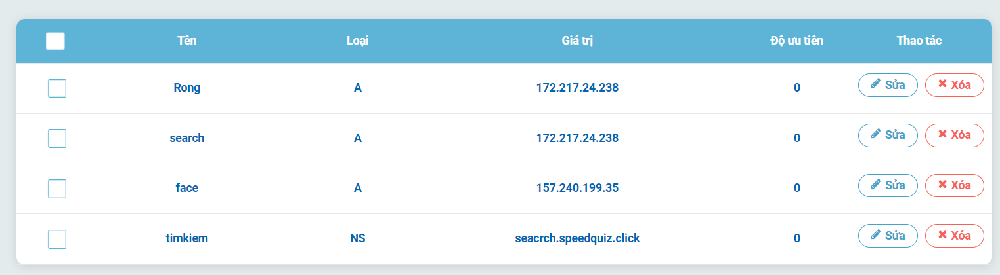 Tên Loại Giá trị Độ ưu tiên Thao tác
Rong A 172.217.24.238 0 Sửa Xóa
search A 172.217.24.238 0 Sửa Xóa
face A 157.240.199.35 0 Sửa Xóa
timkiem NS seacrch.speedquiz.click 0 Sửa Xóa